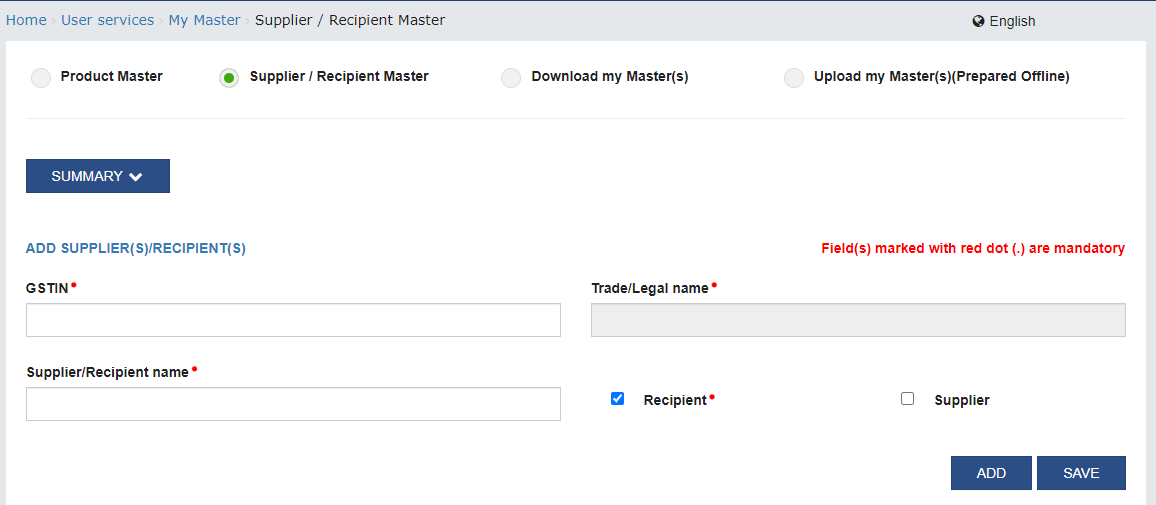 Home › User services › My Master › Supplier / Recipient Master English
Product Master Supplier / Recipient Master Download my Master(s) Upload my Master(s)(Prepared Offline)
SUMMARY
ADD SUPPLIER(S)/RECIPIENT(S) Field(s) marked with red dot (.) are mandatory
GSTIN• Trade/Legal name•
Supplier/Recipient name•
Recipient• Supplier
ADD SAVE